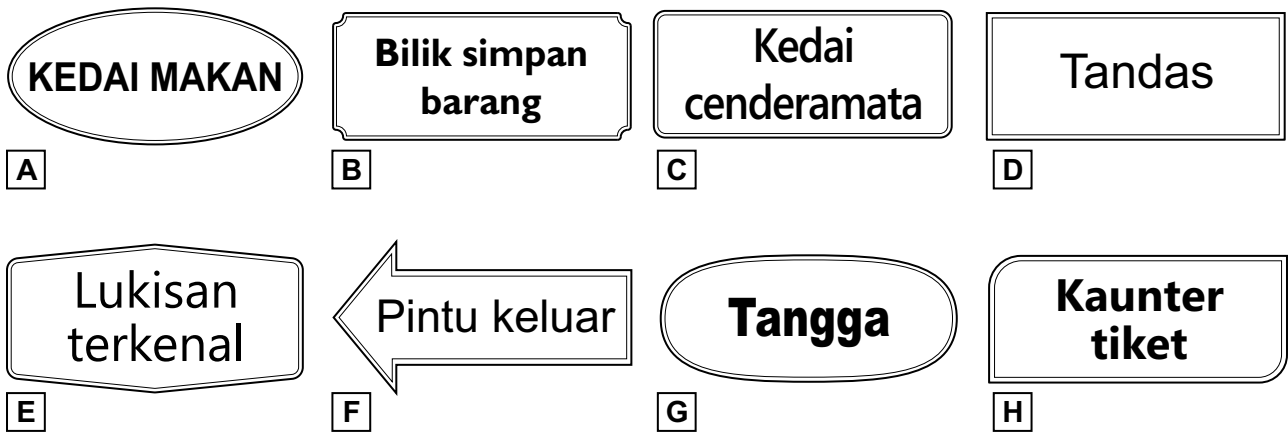 KEDAI MAKAN
Bilik simpan
barang
Kedai
cenderamata
Tandas
A
B
C
D
Lukisan
terkenal
Pintu keluar
Tangga
Kaunter
tiket
E
F
G
H